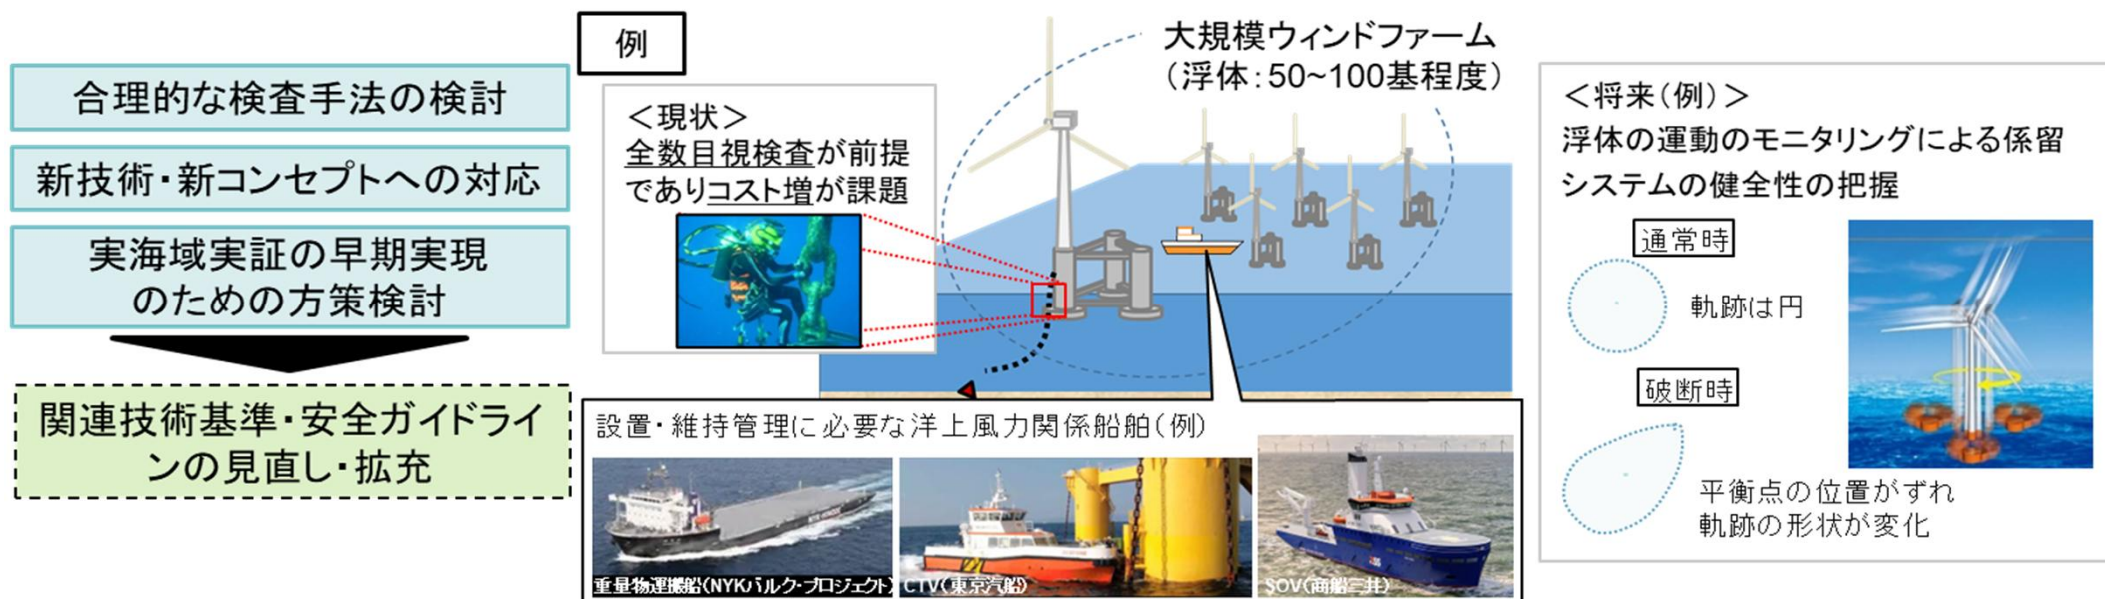 合理的な検査手法の検討
新技術・新コンセプトへの対応
実海域実証の早期実現
のための方策検討
関連技術基準・安全ガイドライ
ンの見直し・拡充
例
＜現状＞
全数目視検査が前提
でありコスト増が課題
大規模ウィンドファーム
（浮体：50~100基程度）
設置・維持管理に必要な洋上風力関係船舶（例）
重量物運搬船（NYKバルク・プロジェクト）
CTV（東京汽船）
SOV（商船三井）
＜将来（例）＞
浮体の運動のモニタリングによる係留
システムの健全性の把握
通常時
軌跡は円
破断時
平衡点の位置がずれ
軌跡の形状が変化